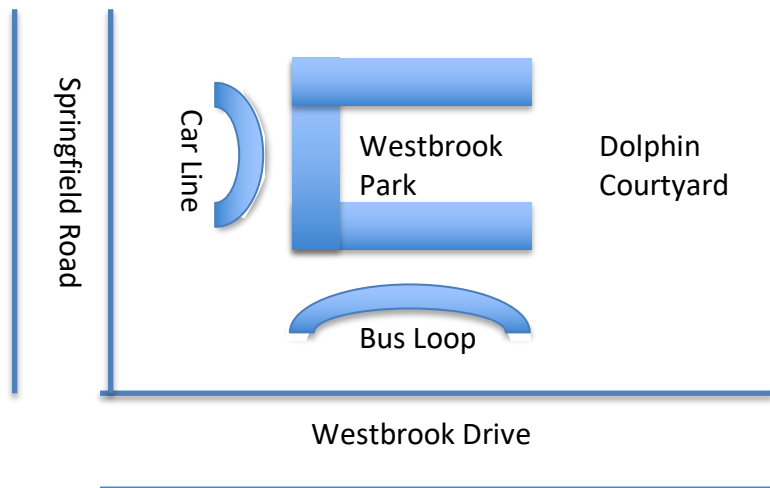 Springfield Road
Car Line
Westbrook
Park
Dolphin
Courtyard
Bus Loop
Westbrook Drive